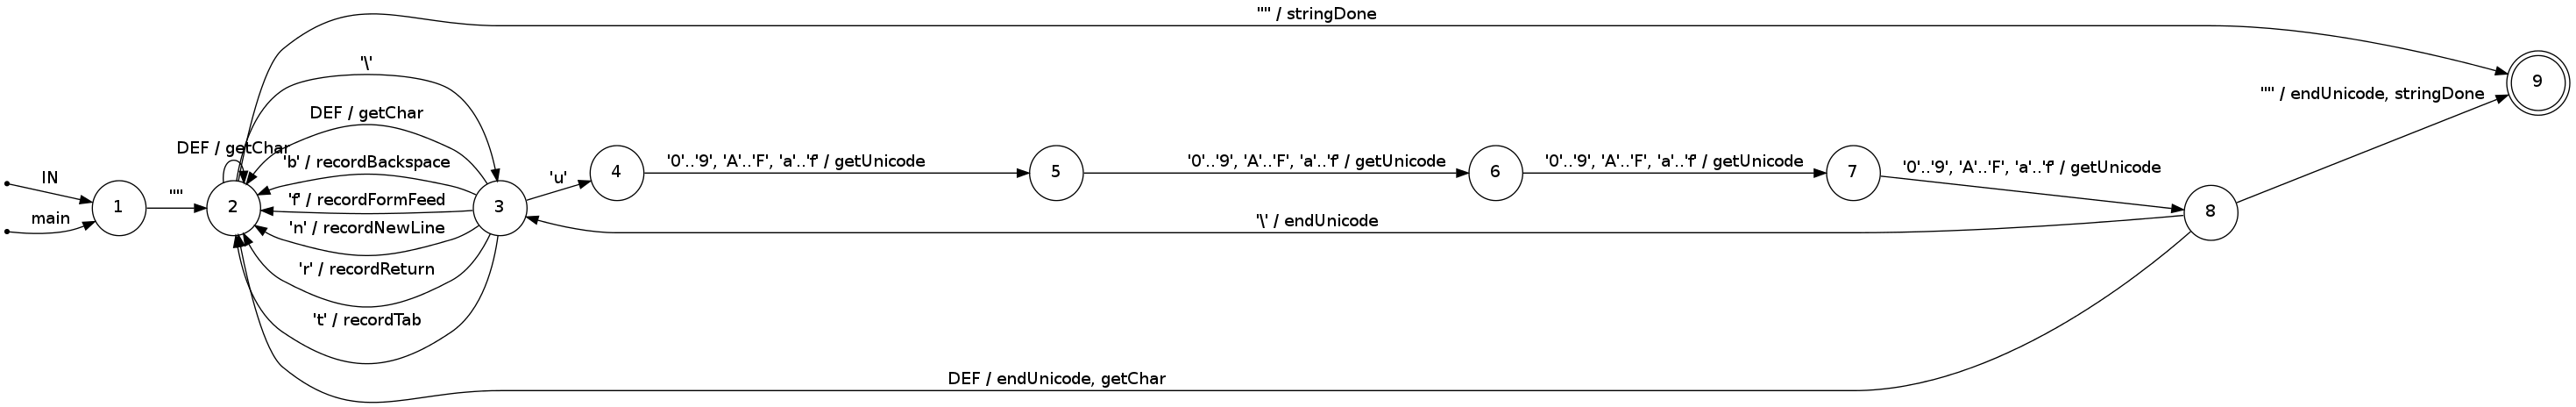 '"' / stringDone
'\'
9
'"' / endUnicode, stringDone
DEF / getChar
DEF / getChar
'b' / recordBackspace
'0'..'9', 'A'..'F', 'a'..'f' / getUnicode
'0'..'9', 'A'..'F', 'a'..'f' / getUnicode
'0'..'9', 'A'..'F', 'a'..'f' / getUnicode
'0'..'9', 'A'..'F', 'a'..'f' / getUnicode
IN
'u'
4
5
6
7
'"'
'f' / recordFormFeed
1
2
3
8
main
'n' / recordNewLine
'\' / endUnicode
'r' / recordReturn
't' / recordTab
DEF / endUnicode, getChar